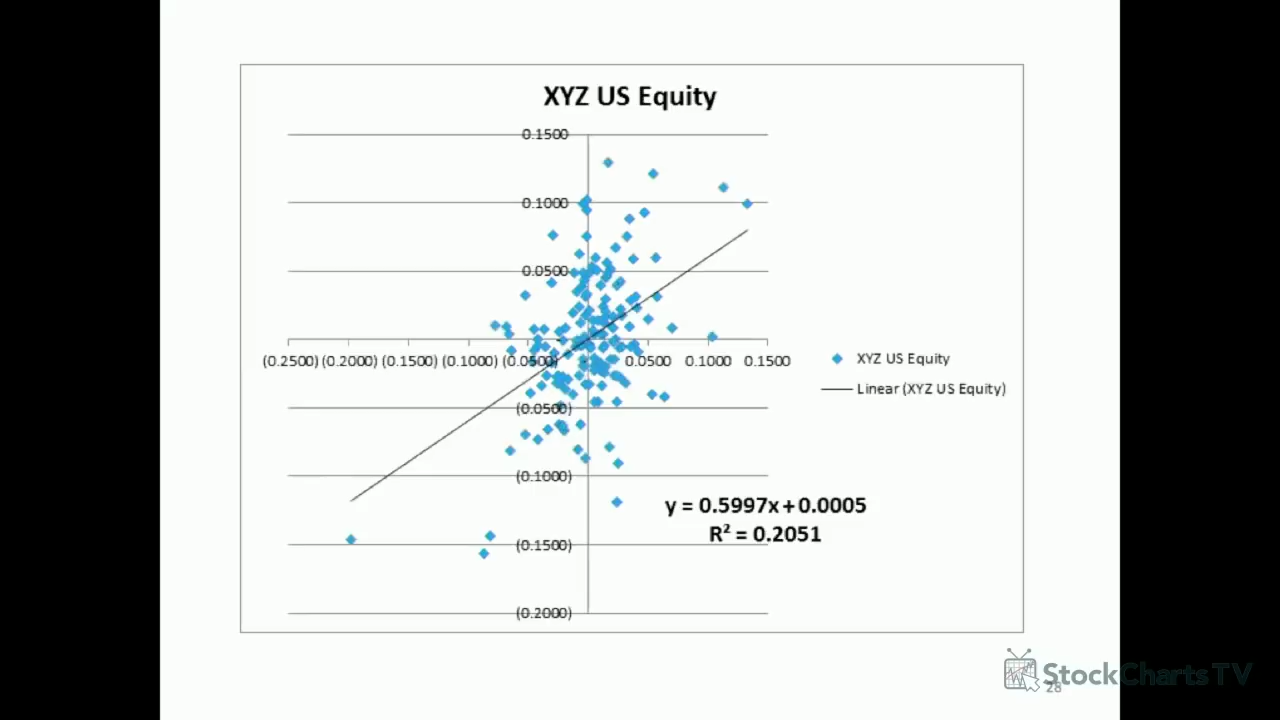 XYZ US Equity
0.1500
0.1000
0.0500
-
(0.2500) (0.2000) (0.1500) (0.1000) (0.0500) - 0.0500 0.1000 0.1500
(0.0500)
(0.1000)
(0.1500)
(0.2000)
XYZ US Equity
Linear (XYZ US Equity)
y = 0.5997x + 0.0005
R² = 0.2051
StockChartsTV
28